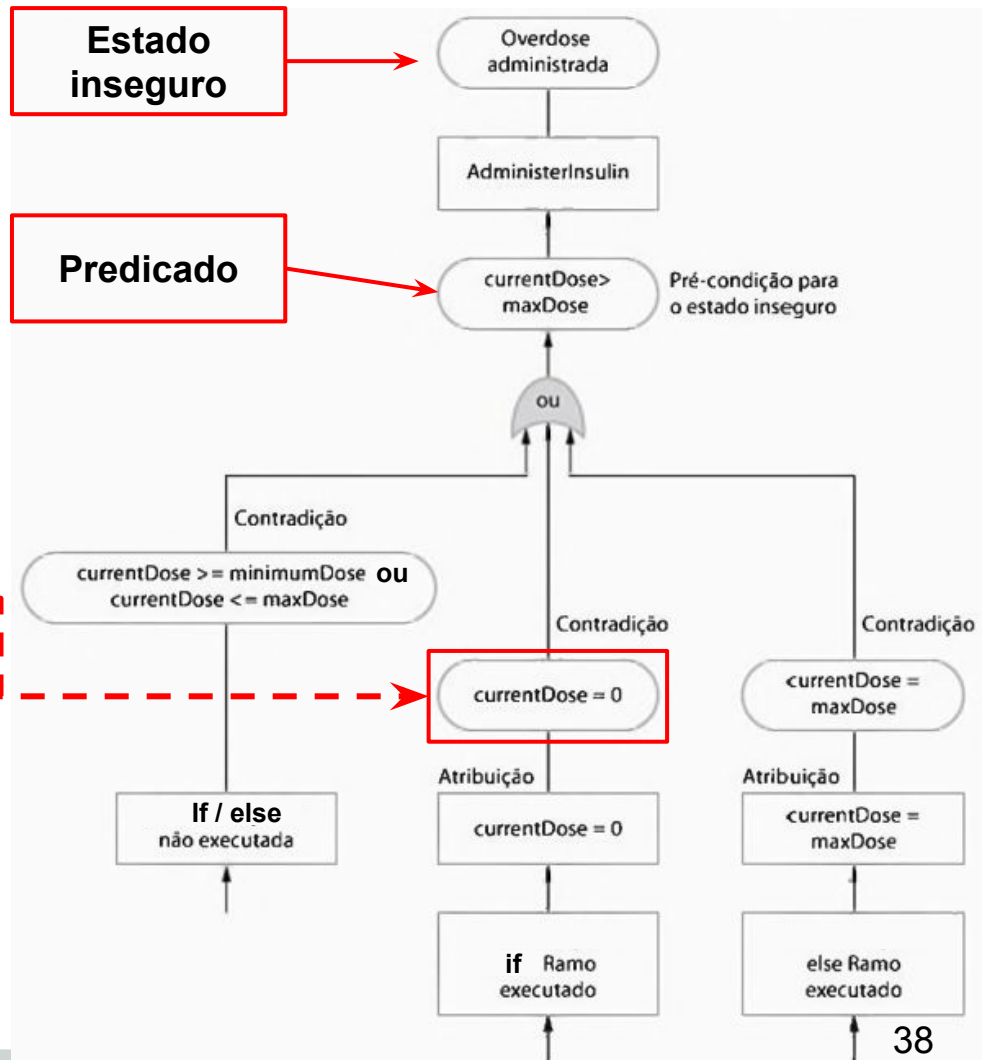 Estado
inseguro
Overdose
administrada
AdministerInsulin
Predicado
currentDose>
maxDose
Pré-condição para
o estado inseguro
ou
Contradição
currentDose >= minimumDose ou
currentDose <= maxDose
Contradição
Contradição
currentDose = 0
currentDose =
maxDose
Atribuição
Atribuição
If / else
não executada
currentDose = 0
currentDose =
maxDose
if Ramo
executado
else Ramo
executado
38